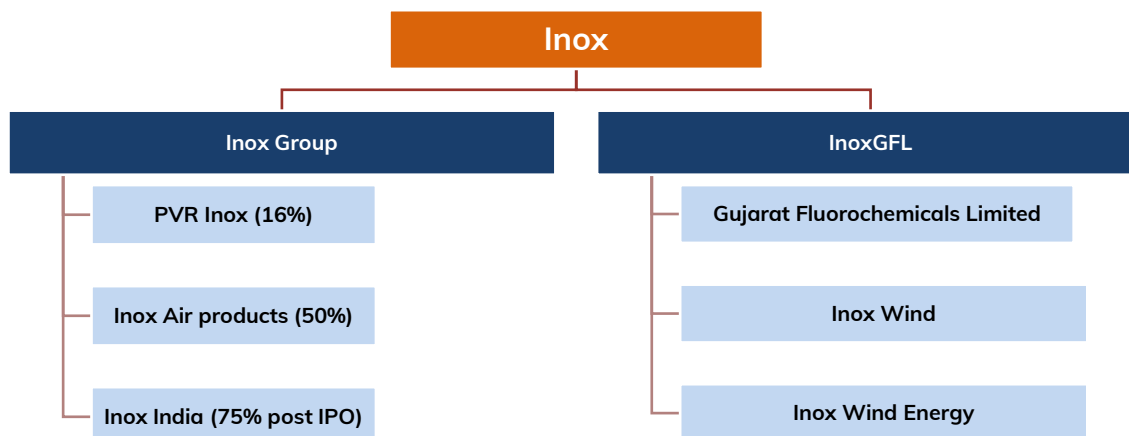 Inox
Inox Group
PVR Inox (16%)
Inox Air products (50%)
Inox India (75% post IPO)
InoxGFL
Gujarat Fluorochemicals Limited
Inox Wind
Inox Wind Energy